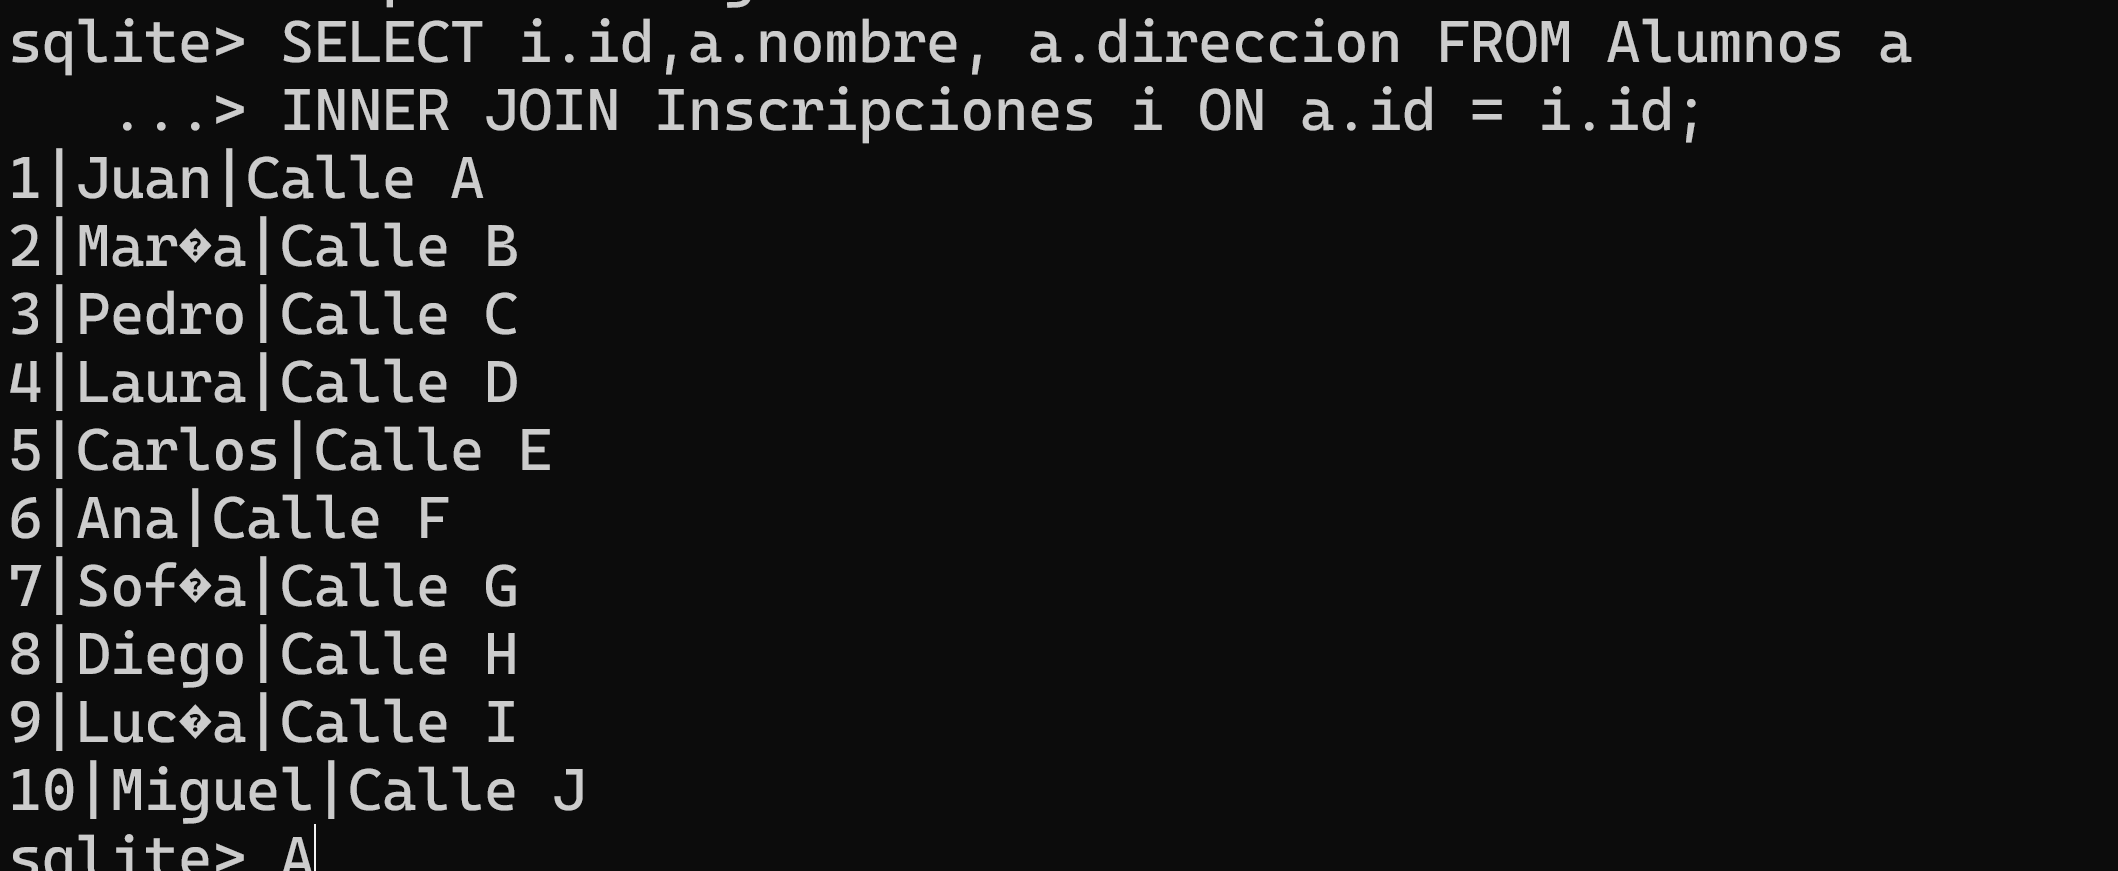 sqlite> SELECT i.id,a.nombre, a.direccion FROM Alumnos a
   ...> INNER JOIN Inscripciones i ON a.id = i.id;
1|Juan|Calle A
2|Mar�a|Calle B
3|Pedro|Calle C
4|Laura|Calle D
5|Carlos|Calle E
6|Ana|Calle F
7|Sof�a|Calle G
8|Diego|Calle H
9|Luc�a|Calle I
10|Miguel|Calle J
sqlite> A